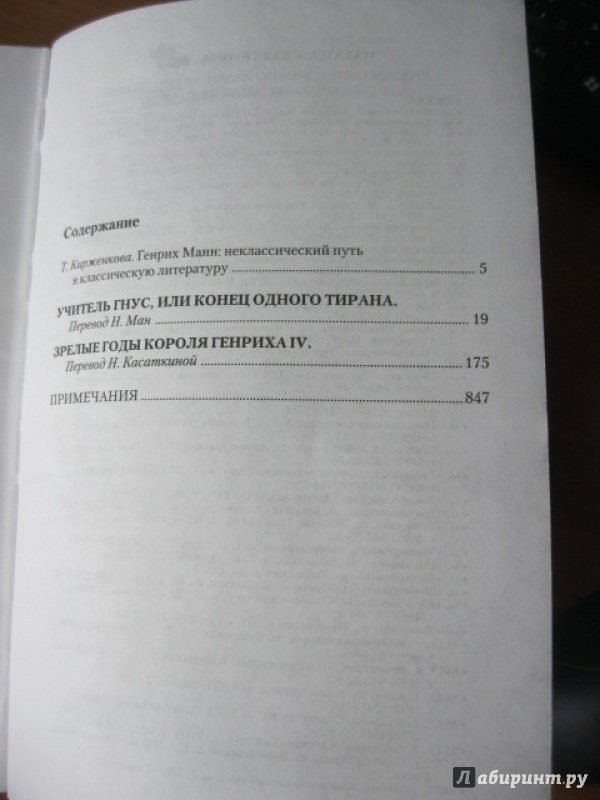 Содержание
Т. Кирженкова. Генрих Манн: неклассический путь
в классическую литературу ........ 5
УЧИТЕЛЬ ГНУС, ИЛИ КОНЕЦ ОДНОГО ТИРАНА.
Перевод Н. Ман ........ 19
ЗРЕЛЫЕ ГОДЫ КОРОЛЯ ГЕНРИХА IV.
Перевод Н. Касаткиной ........ 175
ПРИМЕЧАНИЯ ........ 847
лабиринт.ру